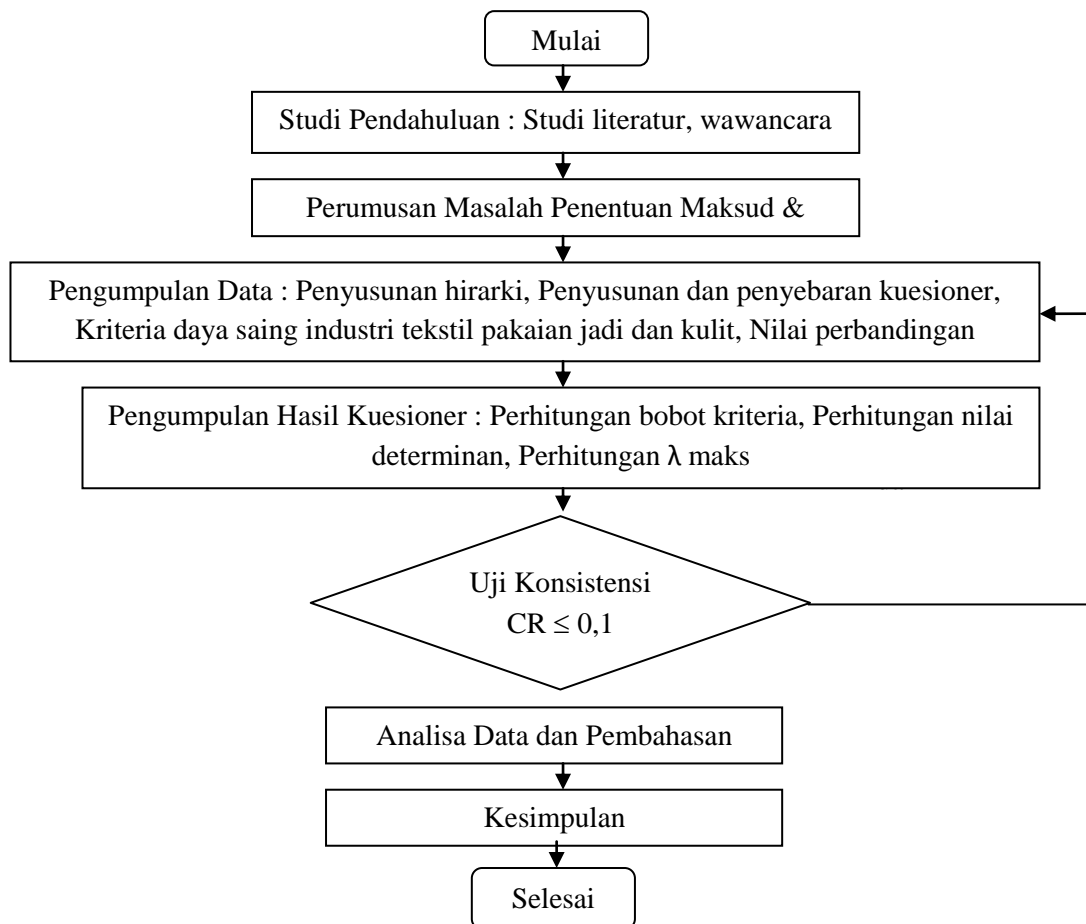 Mulai
Studi Pendahuluan : Studi literatur, wawancara
Perumusan Masalah Penentuan Maksud &
Pengumpulan Data : Penyusunan hirarki, Penyusunan dan penyebaran kuesioner,
Kriteria daya saing industri tekstil pakaian jadi dan kulit, Nilai perbandingan
Pengumpulan Hasil Kuesioner : Perhitungan bobot kriteria, Perhitungan nilai
determinan, Perhitungan λ maks
Uji Konsistensi
CR ≤ 0,1
Analisa Data dan Pembahasan
Kesimpulan
Selesai